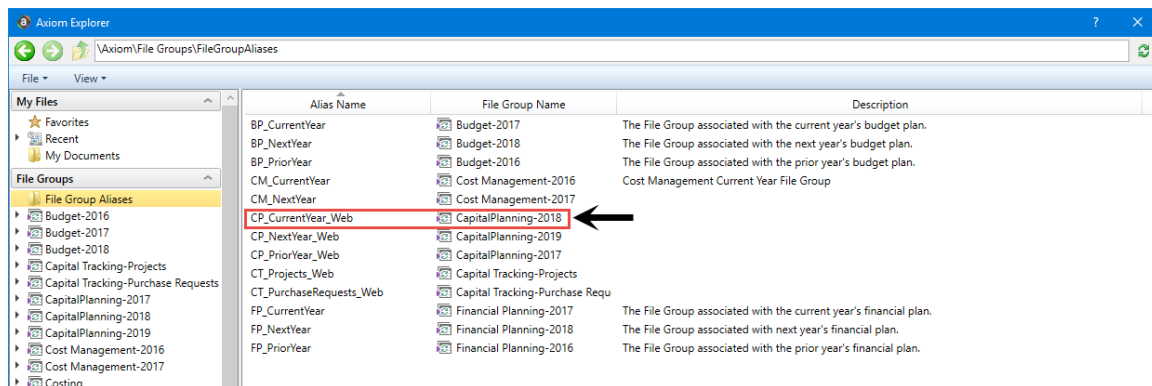 Axiom Explorer
\Axiom\File Groups\FileGroupAliases
File View
My Files
Favorites
Recent
My Documents
File Groups
File Group Aliases
Budget-2016
Budget-2017
Budget-2018
Capital Tracking-Projects
Capital Tracking-Purchase Requests
CapitalPlanning-2017
CapitalPlanning-2018
CapitalPlanning-2019
Cost Management-2016
Cost Management-2017
Costing
Alias Name File Group Name Description
BP_CurrentYear Budget-2017 The File Group associated with the current year's budget plan.
BP_NextYear Budget-2018 The File Group associated with the next year's budget plan.
BP_PriorYear Budget-2016 The File Group associated with the prior year's budget plan.
CM_CurrentYear Cost Management-2016 Cost Management Current Year File Group
CM_NextYear Cost Management-2017
CP_CurrentYear_Web CapitalPlanning-2018
CP_NextYear_Web CapitalPlanning-2019
CP_PriorYear_Web CapitalPlanning-2017
CT_Projects_Web Capital Tracking-Projects
CT_PurchaseRequests_Web Capital Tracking-Purchase Requ
FP_CurrentYear Financial Planning-2017 The File Group associated with the current year's financial plan.
FP_NextYear Financial Planning-2018 The File Group associated with next year's financial plan.
FP_PriorYear Financial Planning-2016 The File Group associated with the prior year's financial plan.